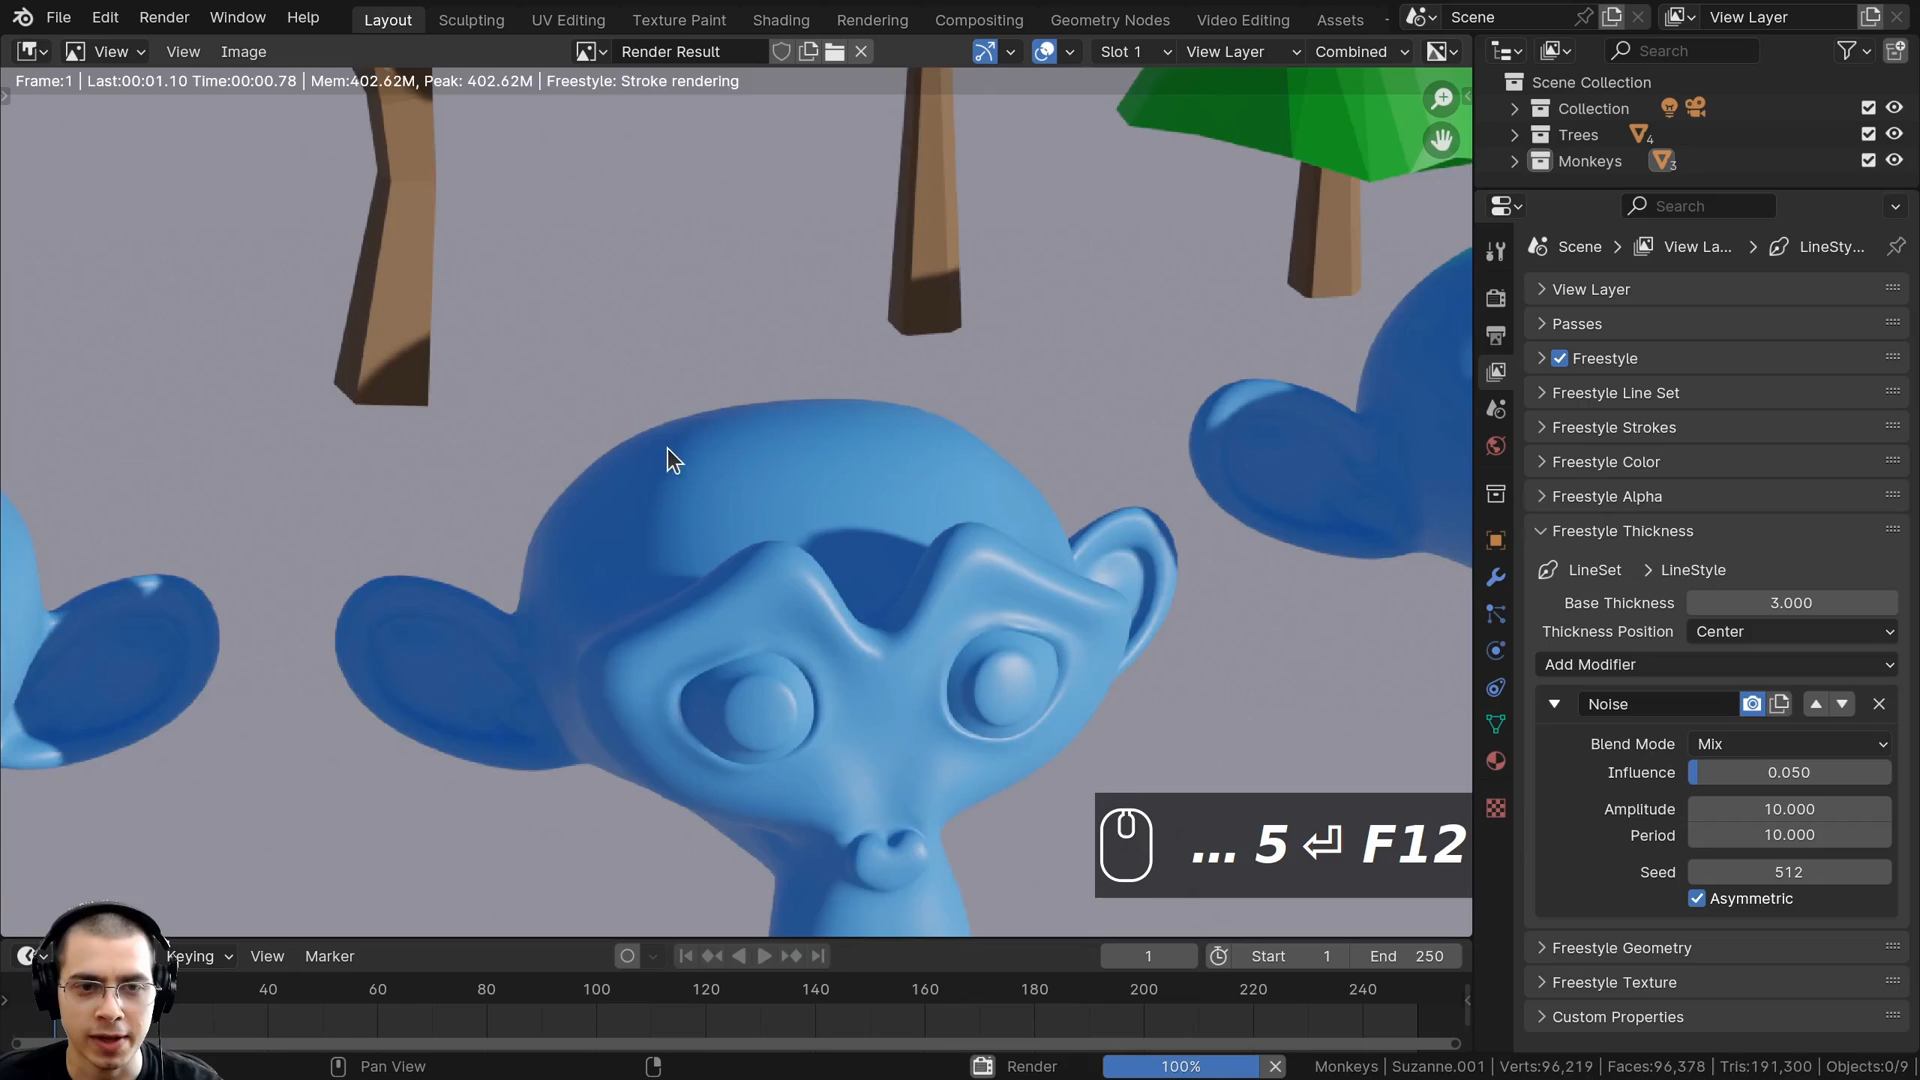 File Edit Render Window Help Layout Sculpting UV Editing Texture Paint Shading Rendering Compositing Geometry Nodes Video Editing Assets Scene View Layer
View View Image Render Result Slot 1 View Layer Combined Search
Frame:1 | Last:00:01.10 Time:00:00.78 | Mem:402.62M, Peak: 402.62M | Freestyle: Stroke rendering
Scene Collection
Collection
Trees 4
Monkeys 3
Search
Scene > View La... > LineSty...
View Layer
Passes
Freestyle
Freestyle Line Set
Freestyle Strokes
Freestyle Color
Freestyle Alpha
Freestyle Thickness
LineSet > LineStyle
Base Thickness 3.000
Thickness Position Center
Add Modifier
Noise
Blend Mode Mix
Influence 0.050
Amplitude 10.000
Period 10.000
Seed 512
Asymmetric
Freestyle Geometry
Freestyle Texture
Custom Properties
... 5 ⏎ F12
Keying View Marker 1 Start 1 End 250
40 60 80 100 120 140 160 180 200 220 240
Pan View Render 100% Monkeys | Suzanne.001 | Verts:96,219 | Faces:96,378 | Tris:191,300 | Objects:0/9